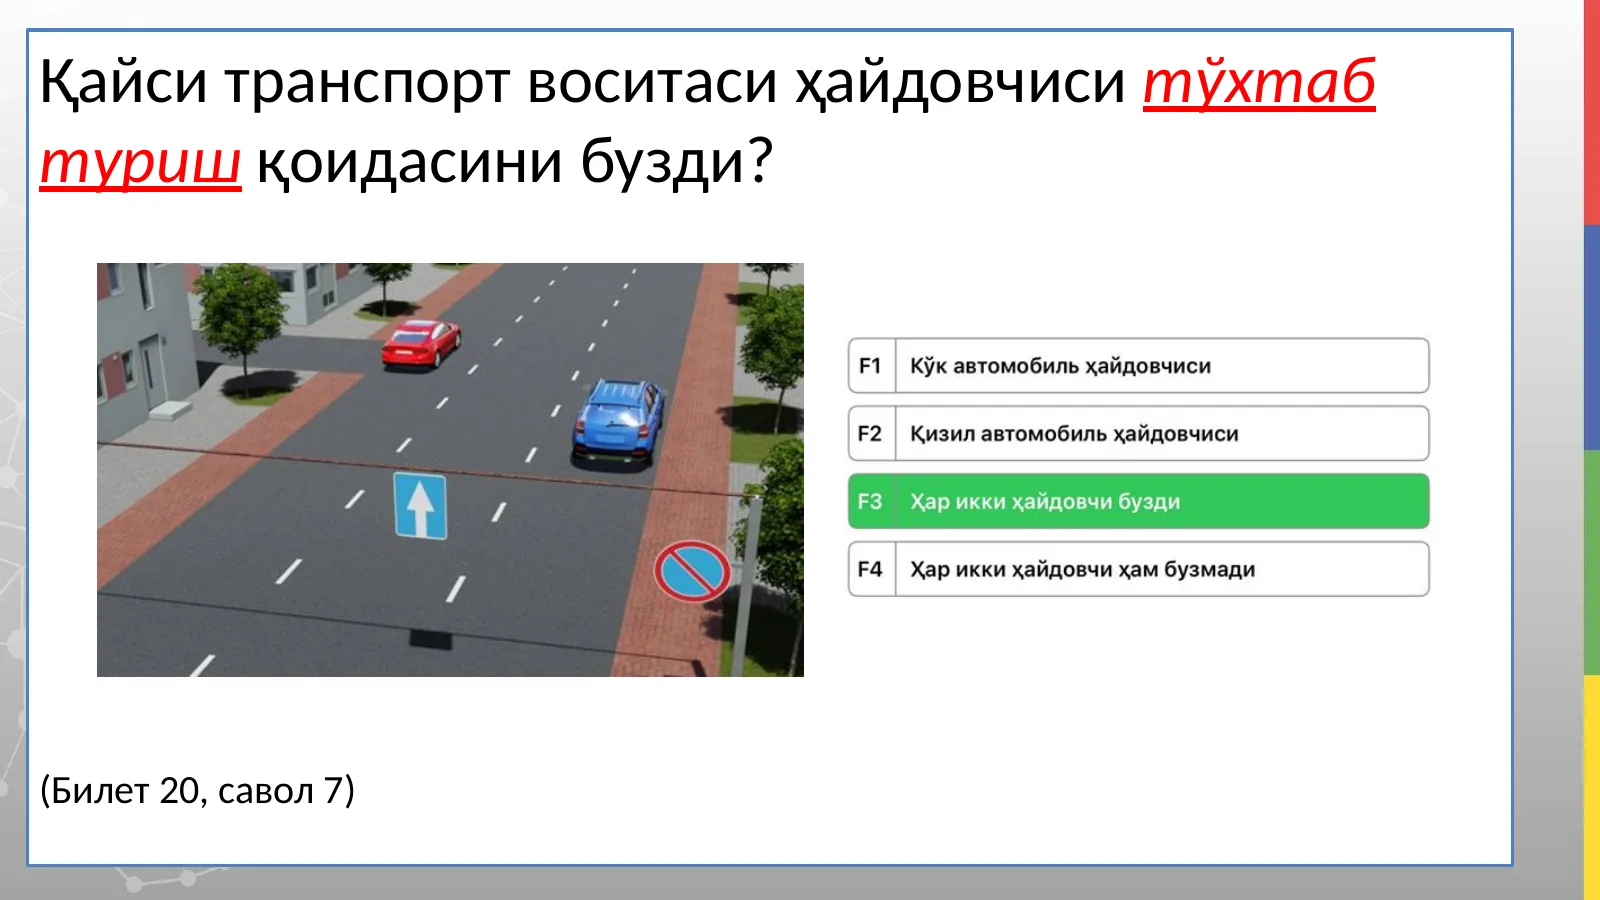 Қайси транспорт воситаси ҳайдовчиси тўхтаб
туриш қоидасини бузди?
F1 Кўк автомобиль ҳайдовчиси
F2 Қизил автомобиль ҳайдовчиси
F3 Ҳар икки ҳайдовчи бузди
F4 Ҳар икки ҳайдовчи ҳам бузмади
(Билет 20, савол 7)